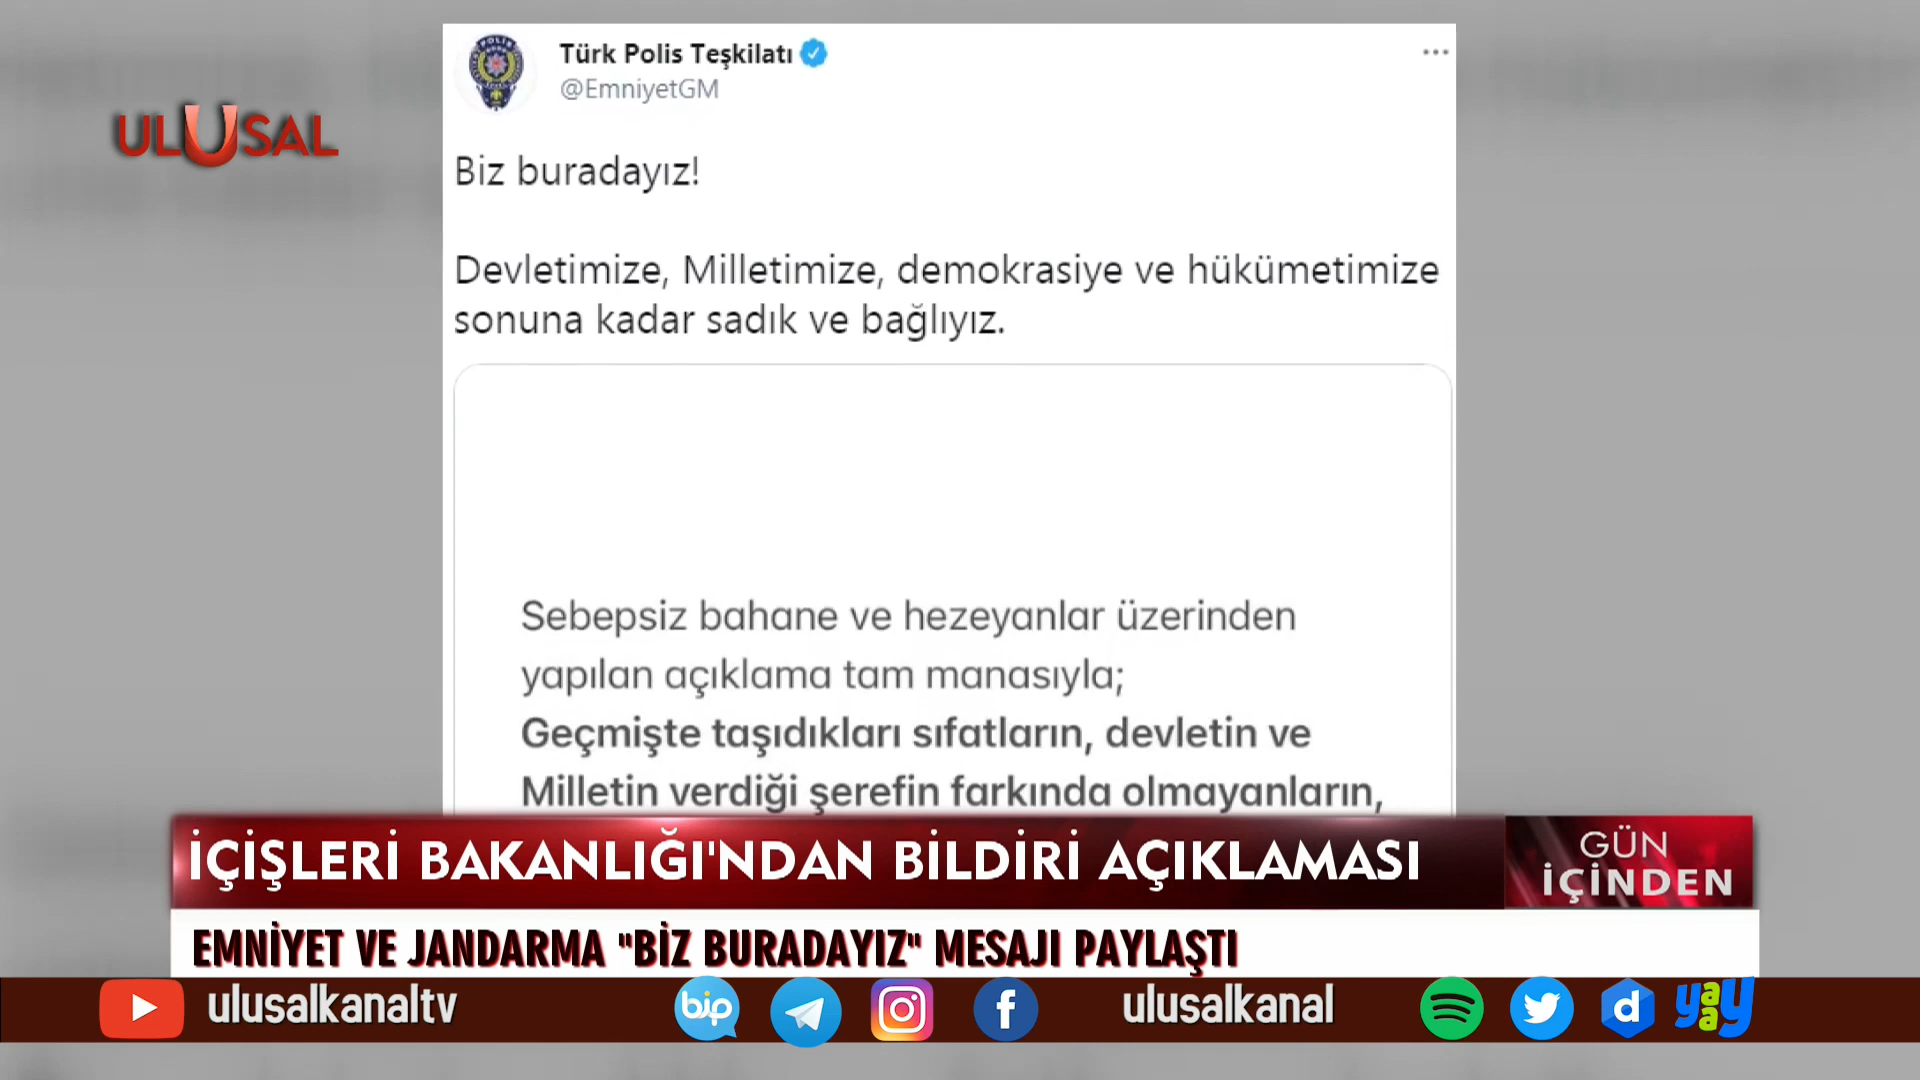 Türk Polis Teşkilatı
@EmniyetGM
ULUSAL
Biz buradayız!
Devletimize, Milletimize, demokrasiye ve hükümetimize
sonuna kadar sadık ve bağlıyız.
Sebepsiz bahane ve hezeyanlar üzerinden
yapılan açıklama tam manasıyla;
Geçmişte taşıdıkları sıfatların, devletin ve
Milletin verdiği şerefin farkında olmayanların,
İÇİŞLERİ BAKANLIĞI'NDAN BİLDİRİ AÇIKLAMASI
GÜN
İÇİNDEN
EMNİYET VE JANDARMA "BİZ BURADAYIZ" MESAJI PAYLAŞTI
ulusalkanaltv
bip
ulusalkanal
d
yaay